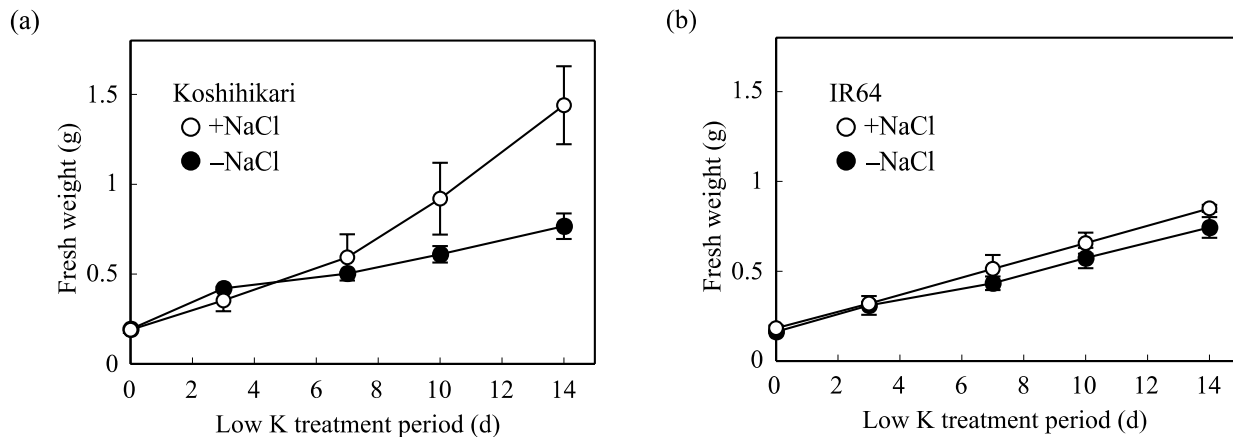 (a)
Koshihikari
+NaCl
–NaCl
Fresh weight (g)
1.5
1
0.5
0
0 2 4 6 8 10 12 14
Low K treatment period (d)
(b)
IR64
+NaCl
–NaCl
Fresh weight (g)
1.5
1
0.5
0
0 2 4 6 8 10 12 14
Low K treatment period (d)